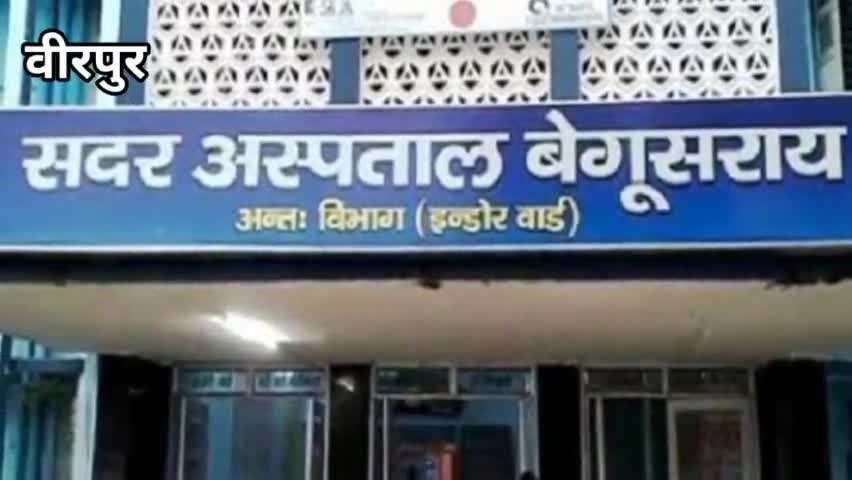 वीरपुर
सदर अस्पताल बेगूसराय
अन्तः विभाग (इन्डोर वार्ड)